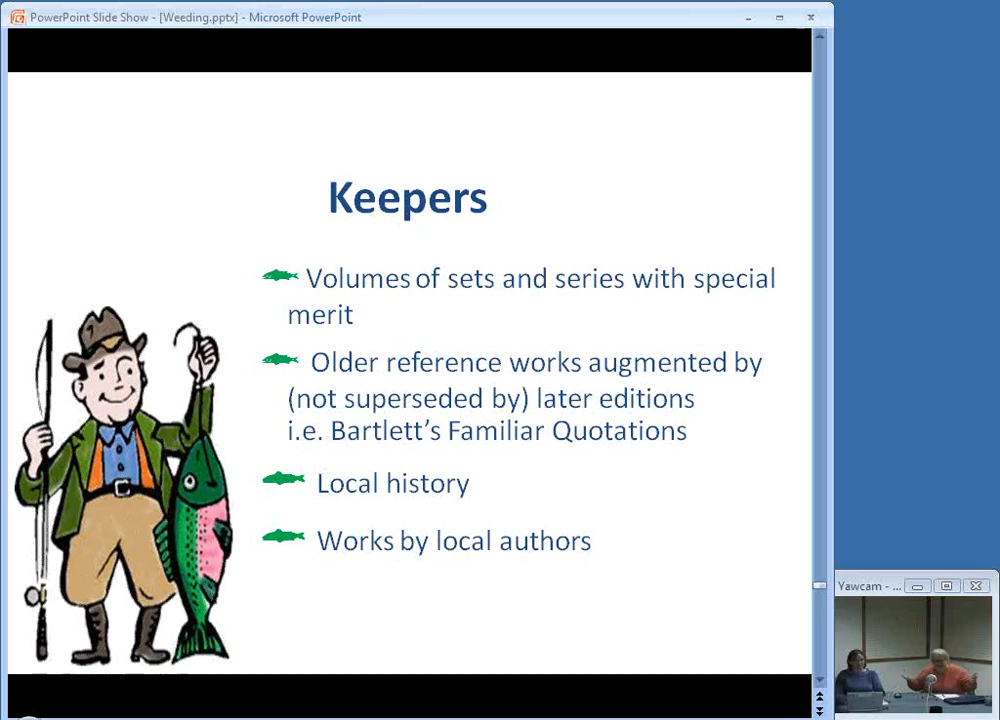 PowerPoint Slide Show - [Weeding.pptx] - Microsoft PowerPoint
Keepers
Volumes of sets and series with special
merit
Older reference works augmented by
(not superseded by) later editions
i.e. Bartlett's Familiar Quotations
Local history
Works by local authors
Yawcam - ...